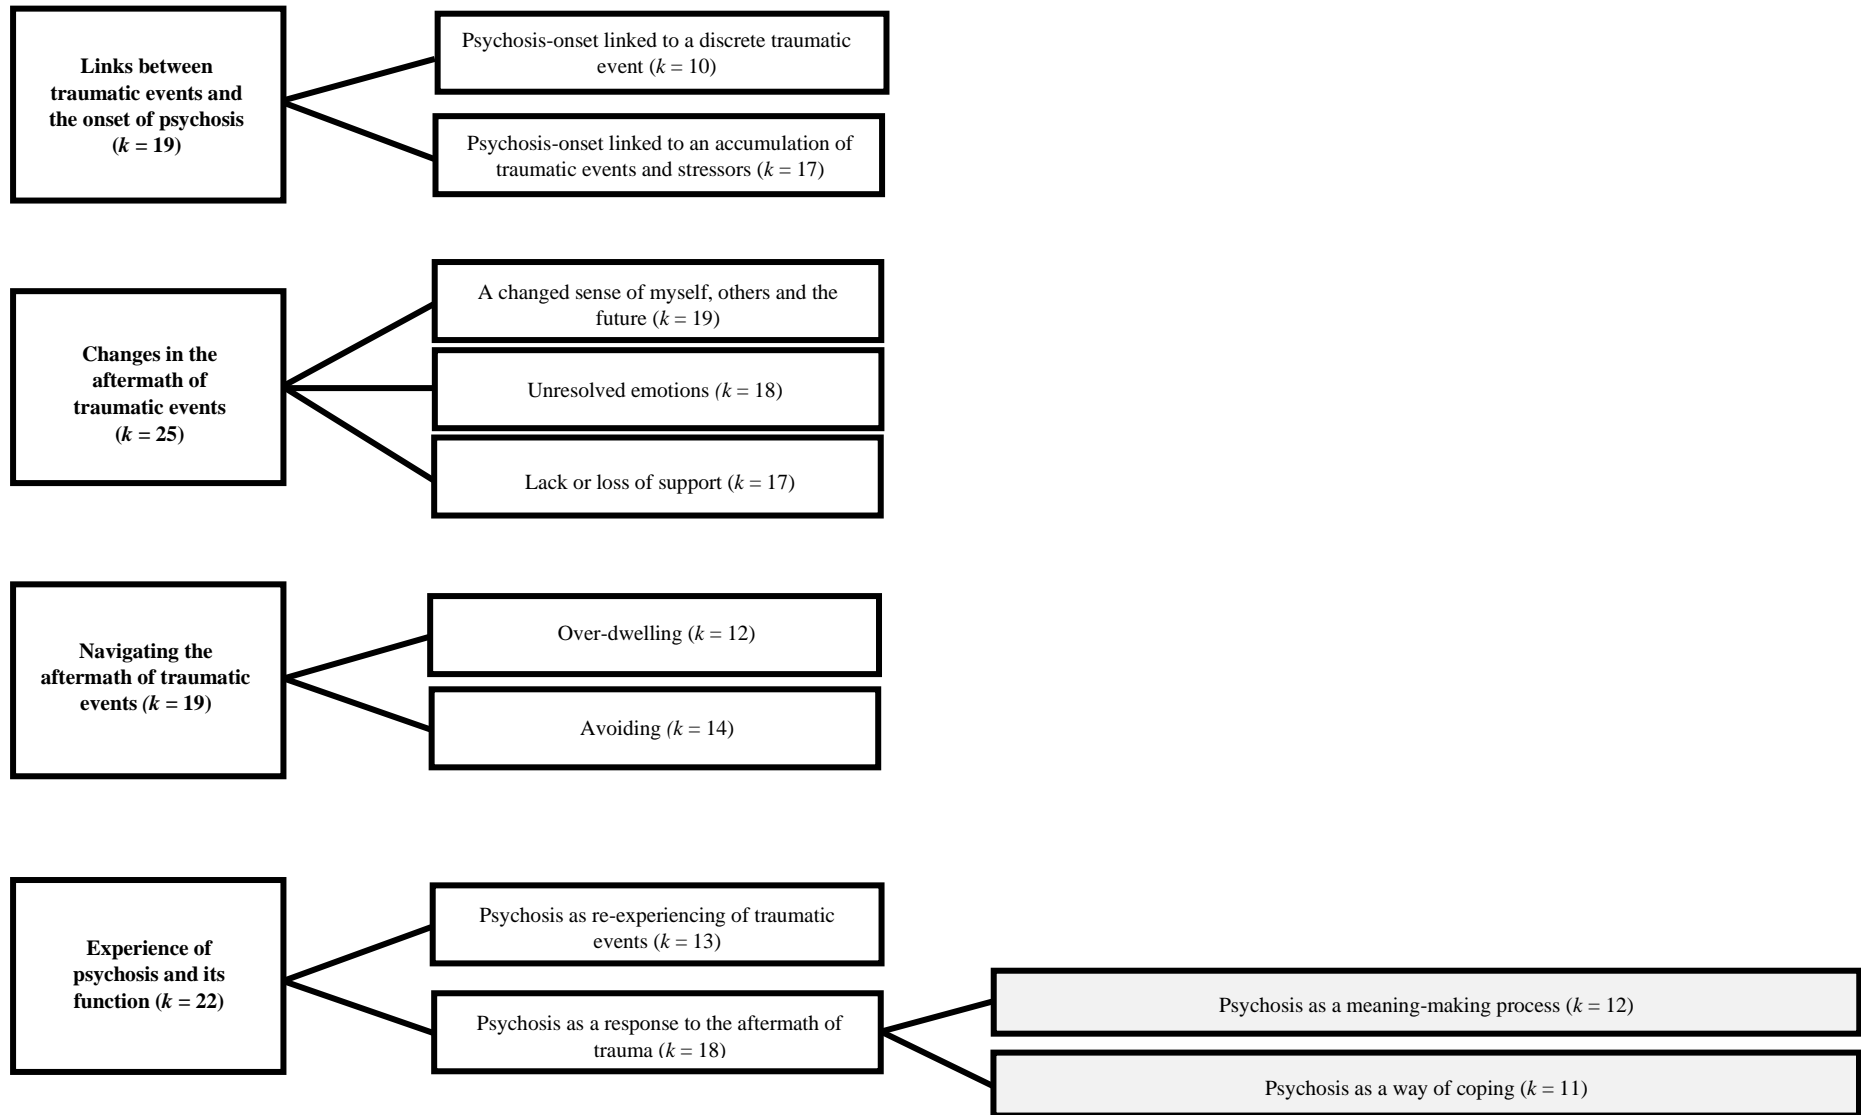 Links between
traumatic events and
the onset of psychosis
(k = 19)
Psychosis-onset linked to a discrete traumatic
event (k = 10)
Psychosis-onset linked to an accumulation of
traumatic events and stressors (k = 17)
Changes in the
aftermath of
traumatic events
(k = 25)
A changed sense of myself, others and the
future (k = 19)
Unresolved emotions (k = 18)
Lack or loss of support (k = 17)
Navigating the
aftermath of traumatic
events (k = 19)
Over-dwelling (k = 12)
Avoiding (k = 14)
Experience of
psychosis and its
function (k = 22)
Psychosis as re-experiencing of traumatic
events (k = 13)
Psychosis as a response to the aftermath of
trauma (k = 18)
Psychosis as a meaning-making process (k = 12)
Psychosis as a way of coping (k = 11)